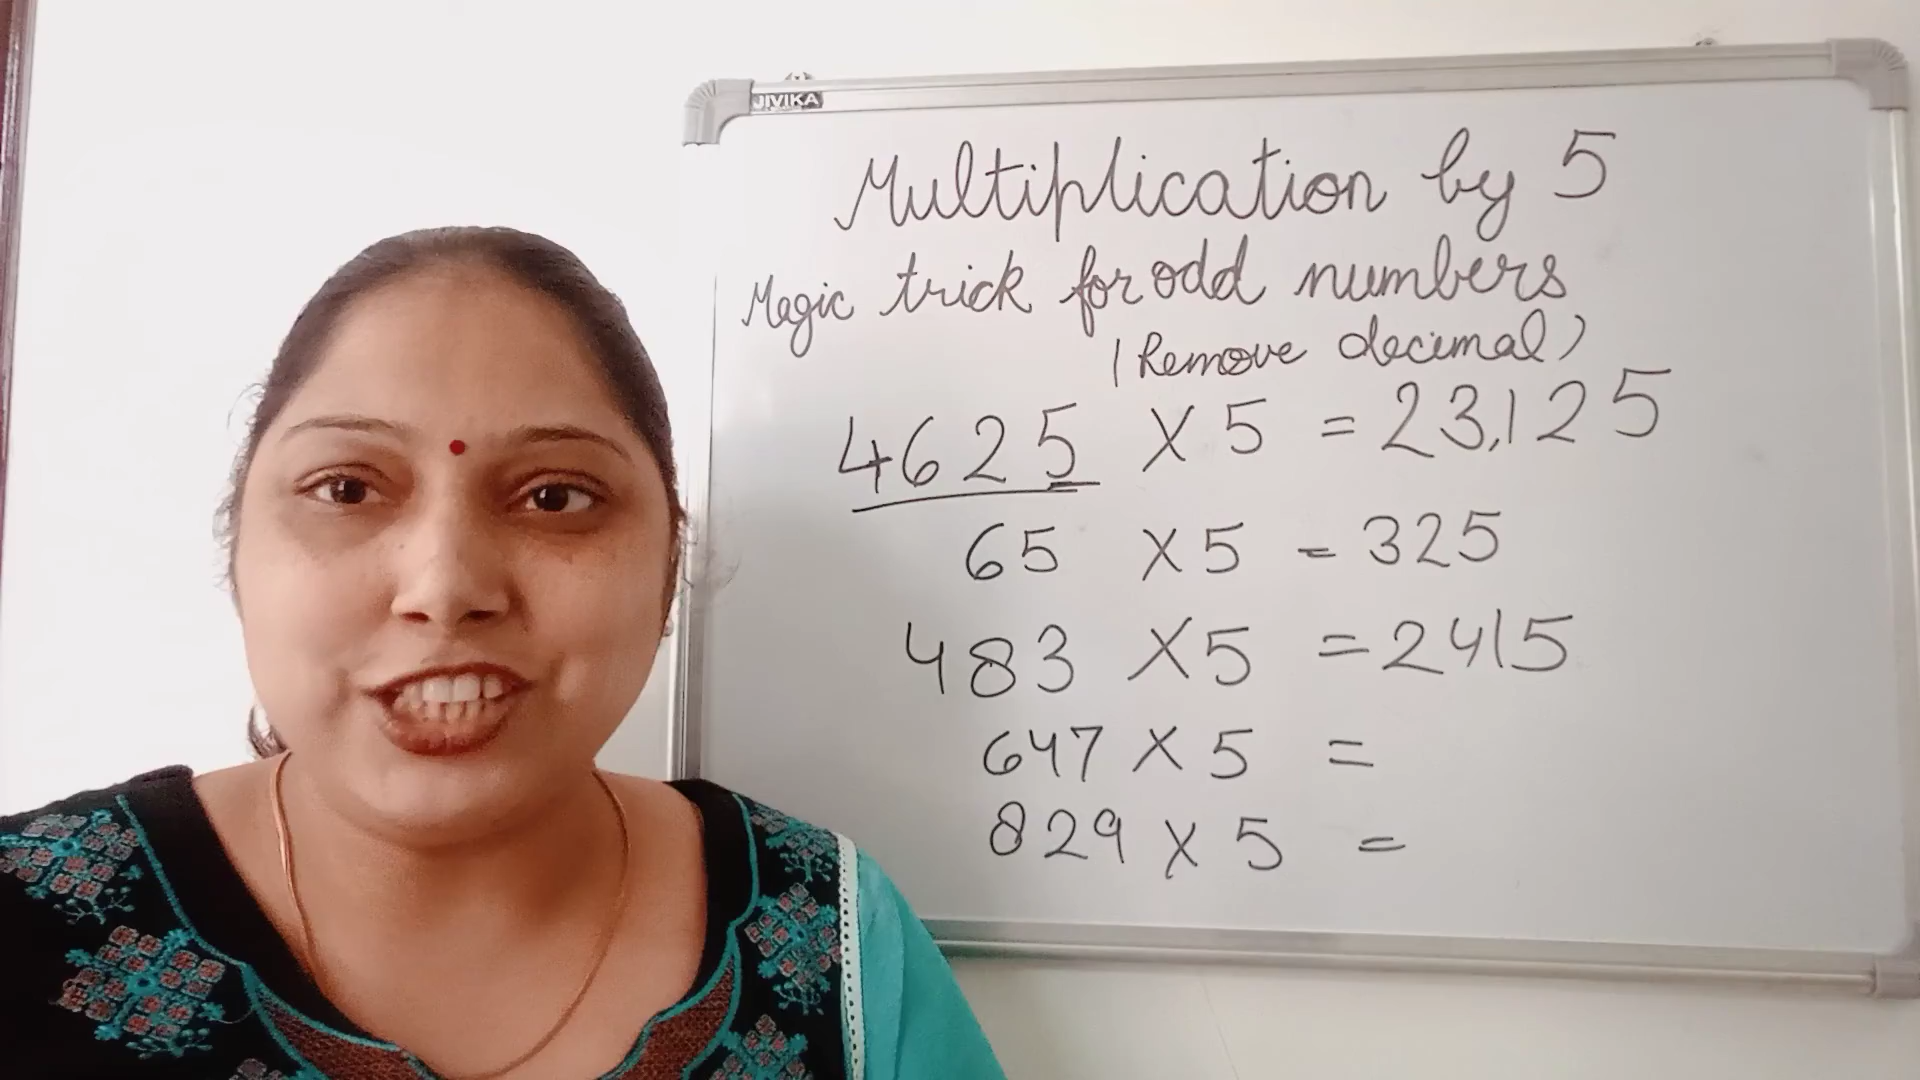 JIVIKA
Multiplication by 5
Magic trick for odd numbers
(Remove decimal)
4625 X 5 = 23,125
65 X 5 = 325
483 X 5 = 2415
647 X 5 =
829 X 5 =